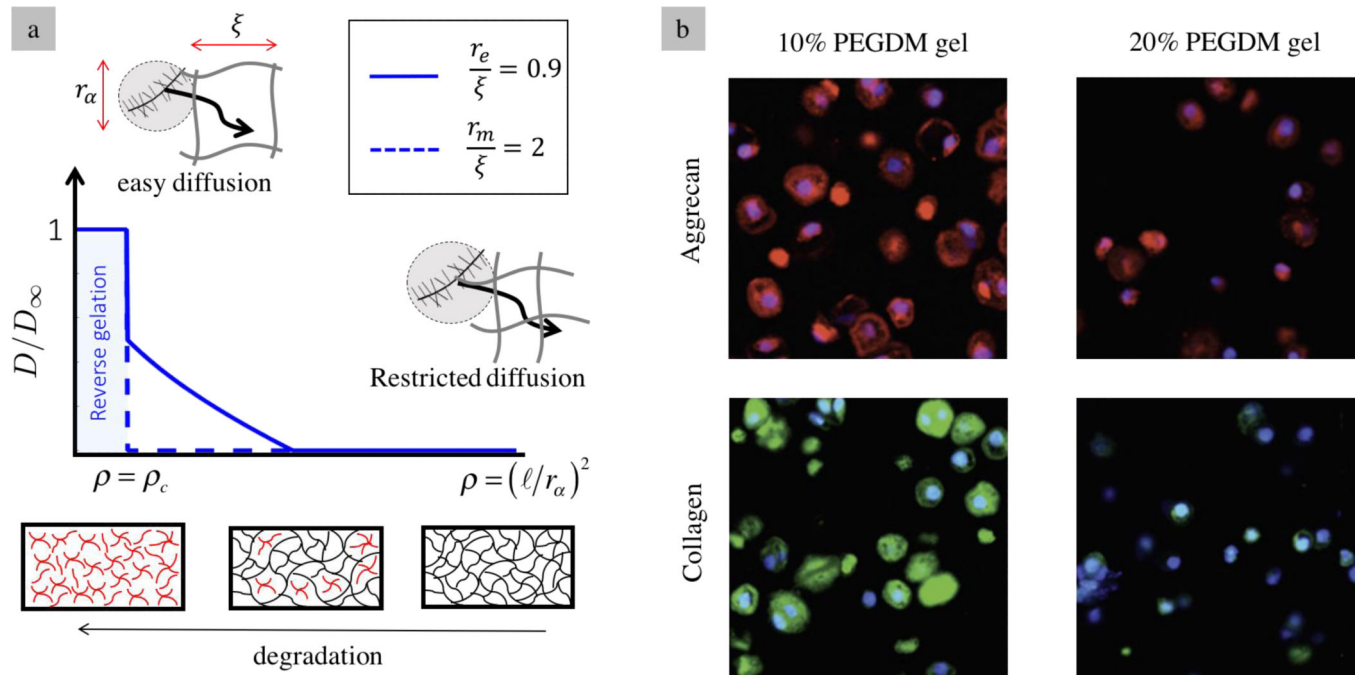 a
ξ
r_α
easy diffusion
r_e/ξ = 0.9
r_m/ξ = 2
1
D/D_∞
Reverse gelation
Restricted diffusion
ρ = ρ_c
ρ = (ℓ/r_α)²
degradation
b
10% PEGDM gel
20% PEGDM gel
Aggrecan
Collagen